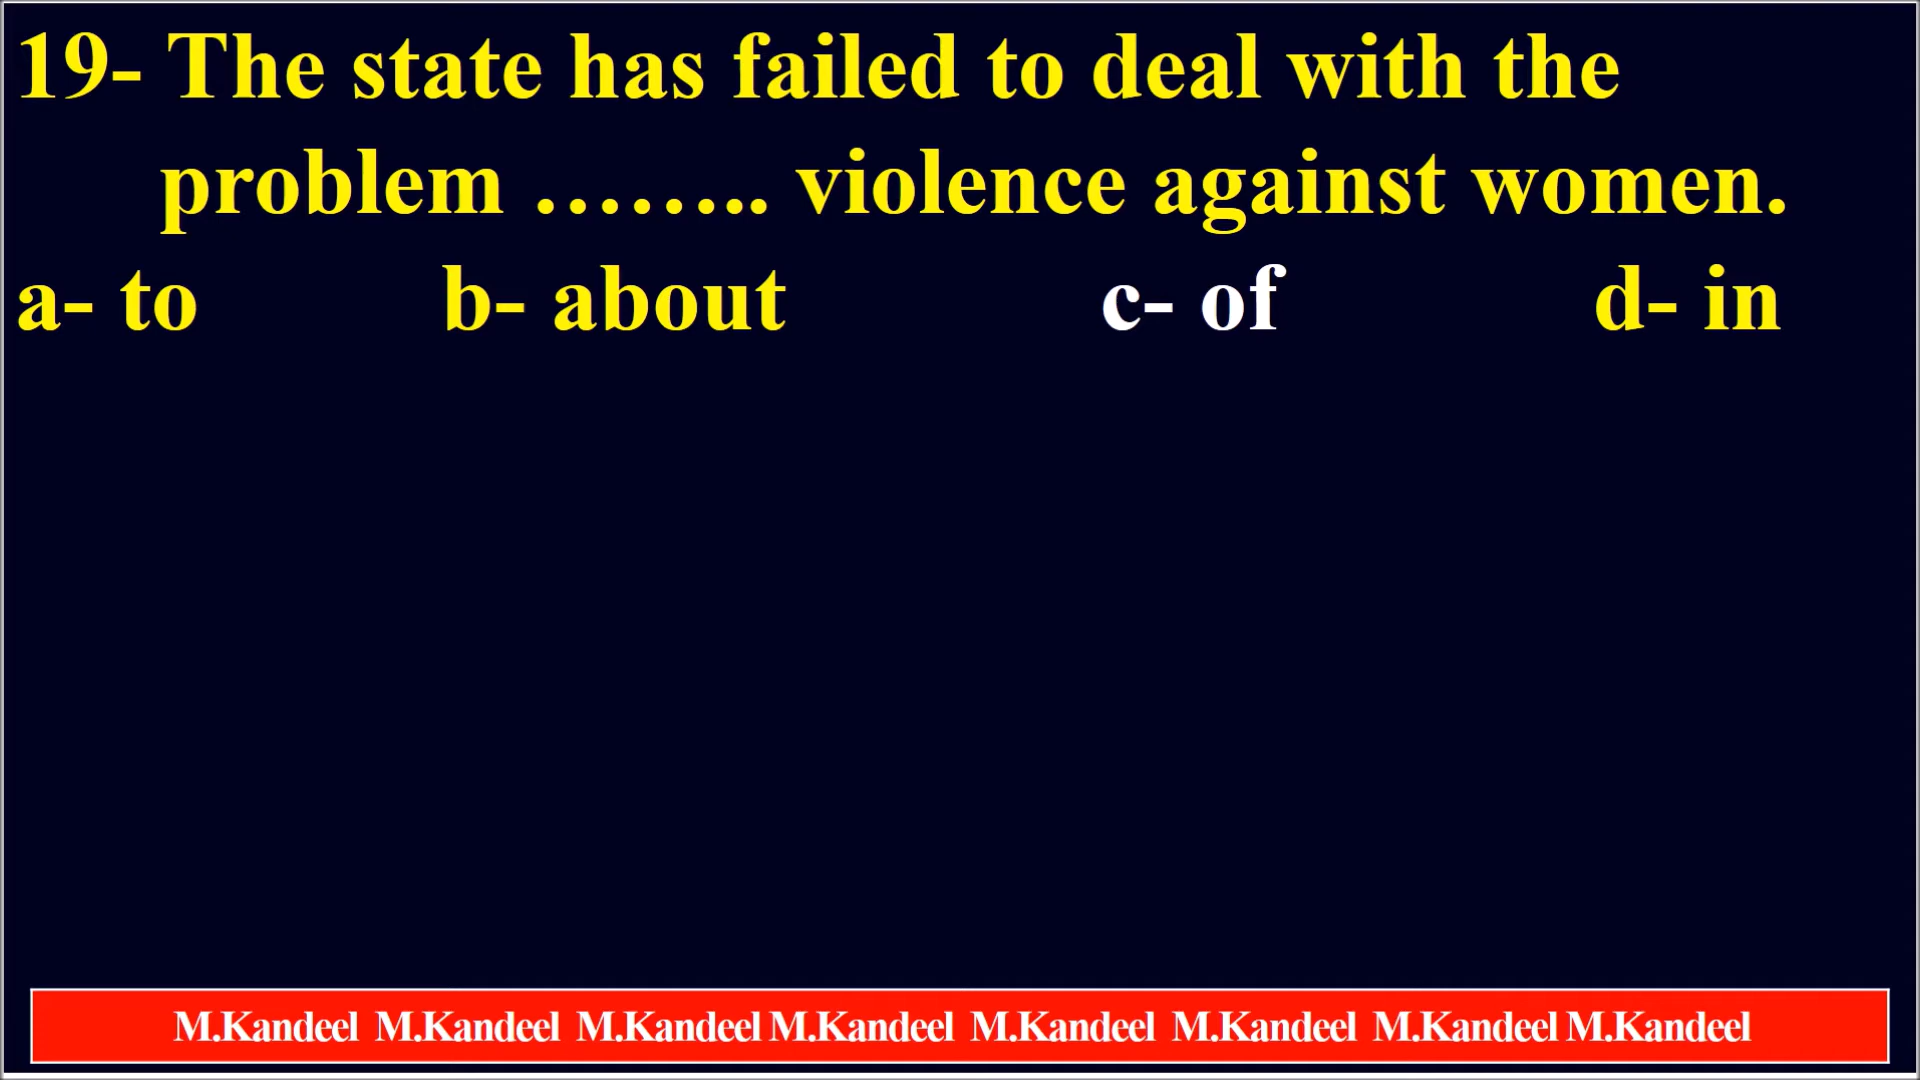 19- The state has failed to deal with the
problem …….. violence against women.
a- to b- about c- of d- in
M.Kandeel M.Kandeel M.Kandeel M.Kandeel M.Kandeel M.Kandeel M.Kandeel M.Kandeel